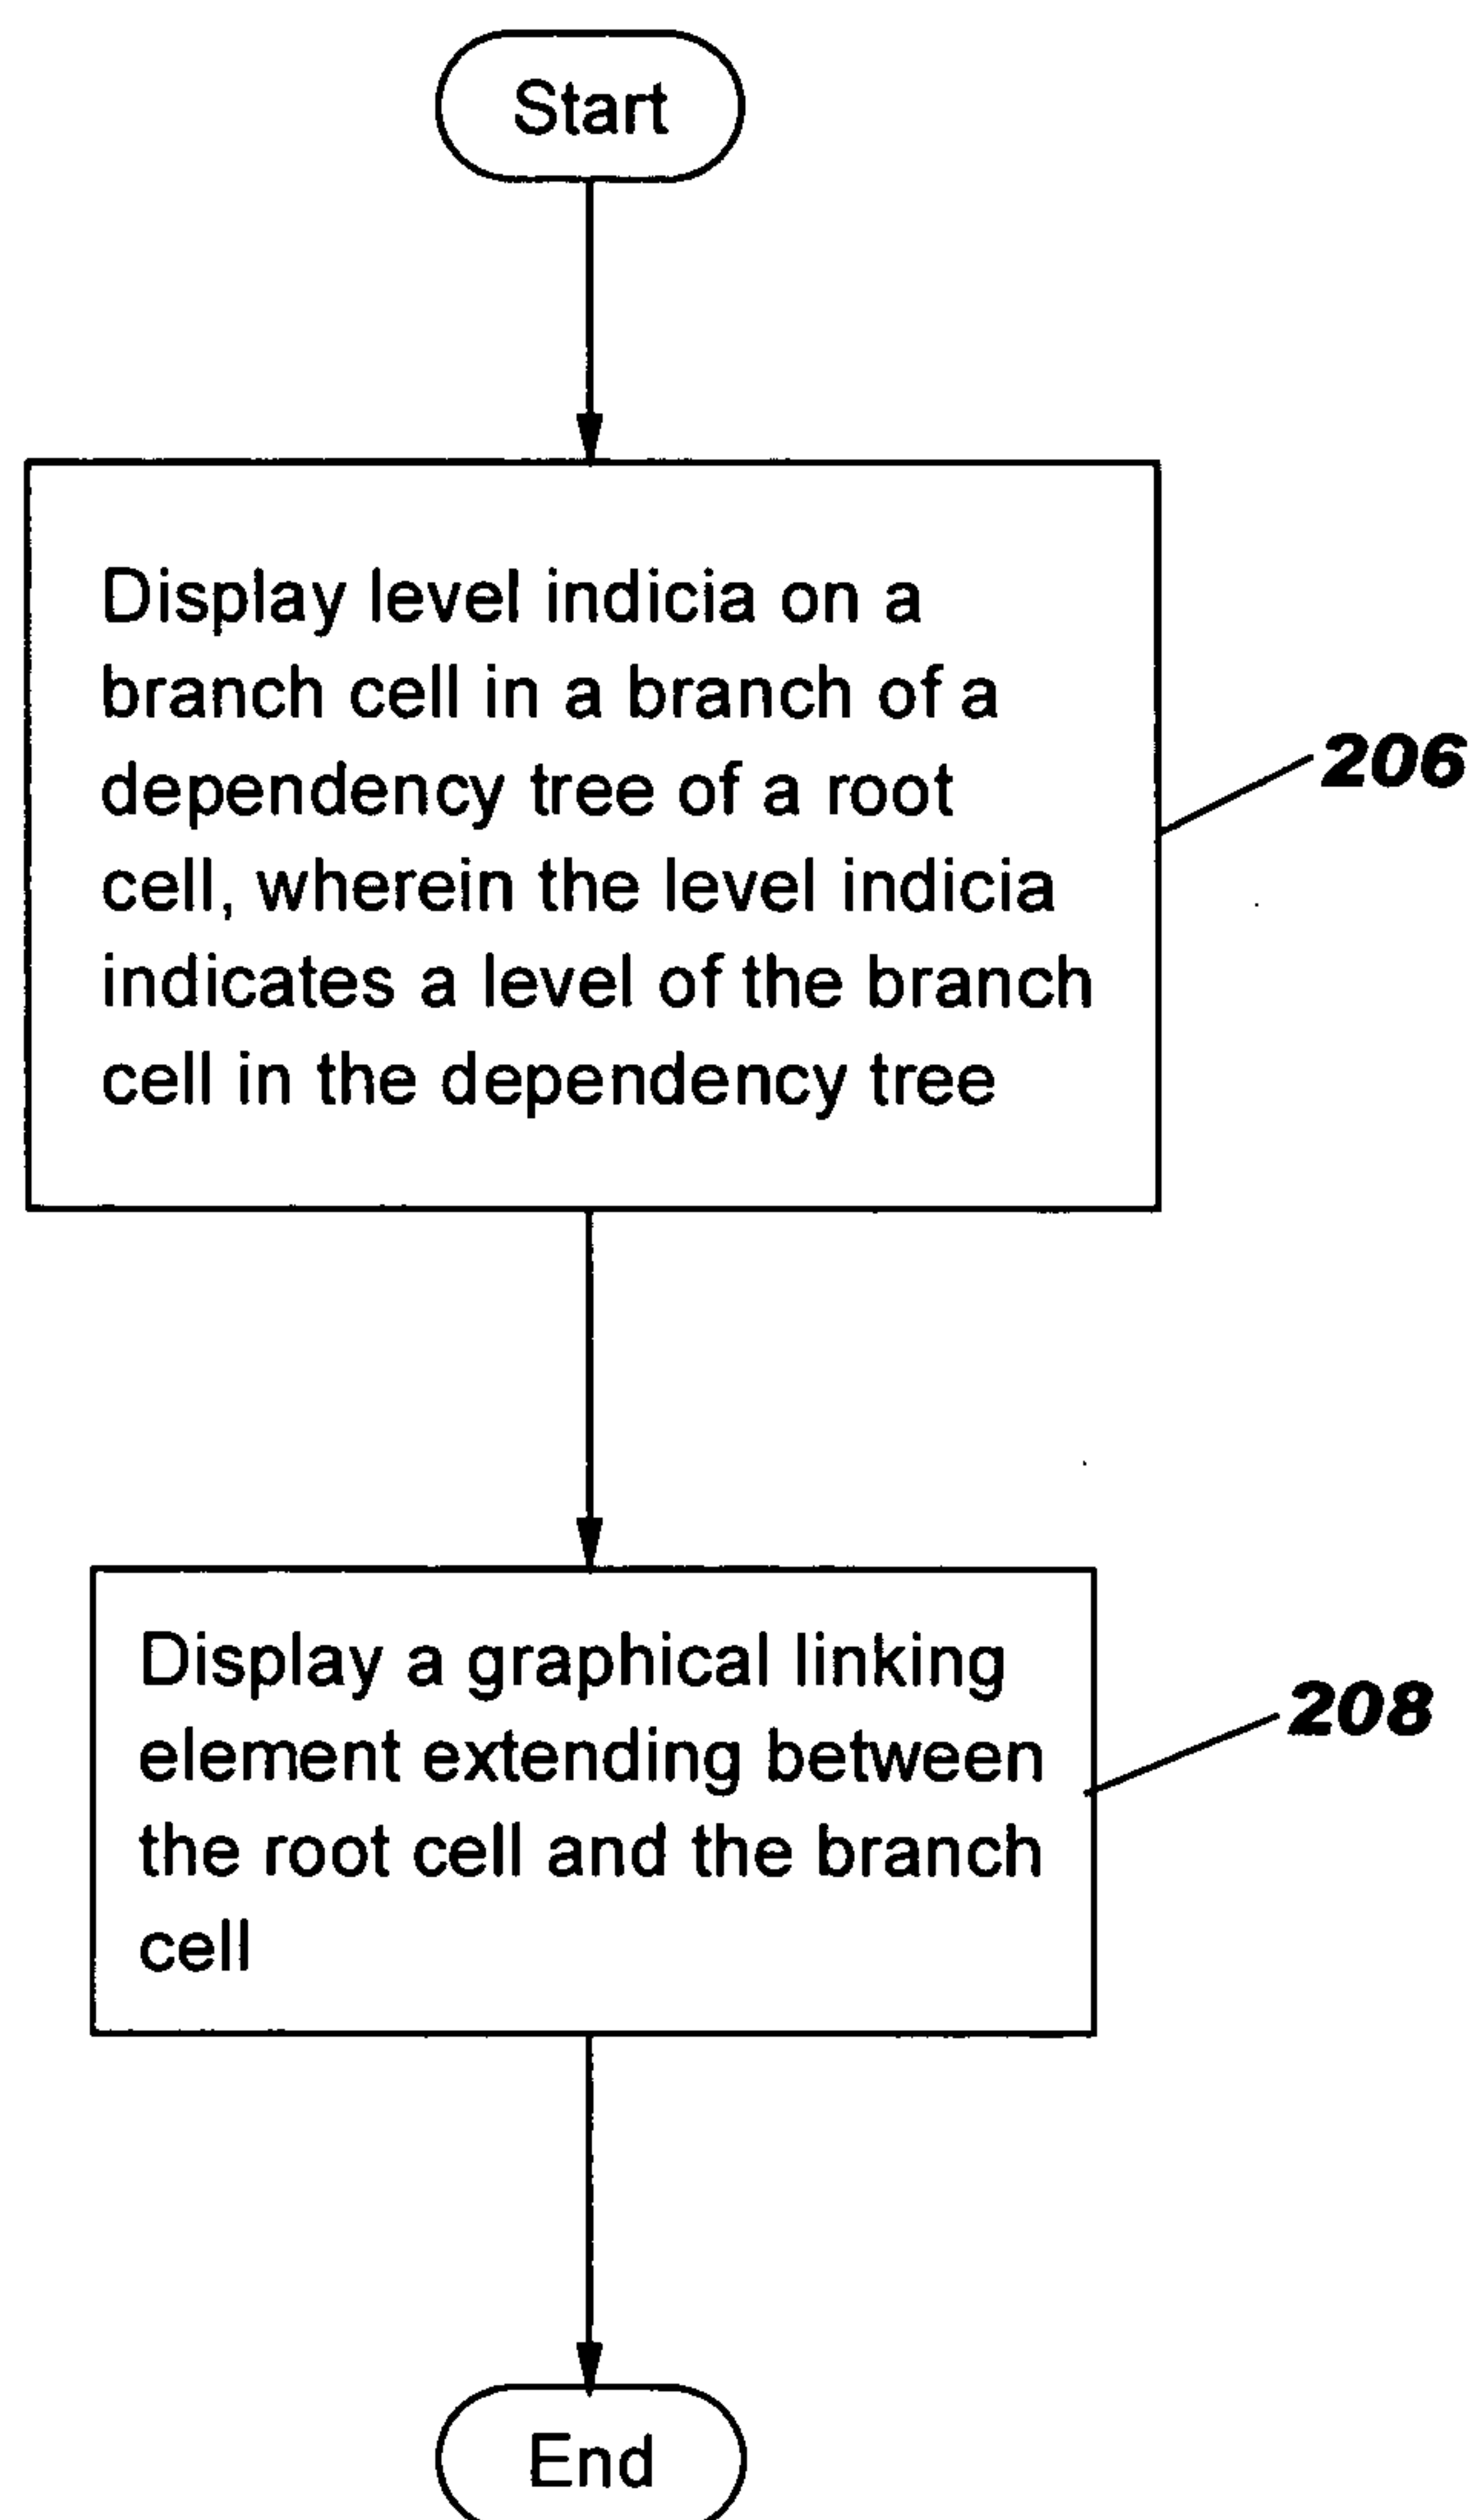 Start
Display level indicia on a
branch cell in a branch of a
dependency tree of a root
cell, wherein the level indicia
indicates a level of the branch
cell in the dependency tree
206
Display a graphical linking
element extending between
the root cell and the branch
cell
208
End